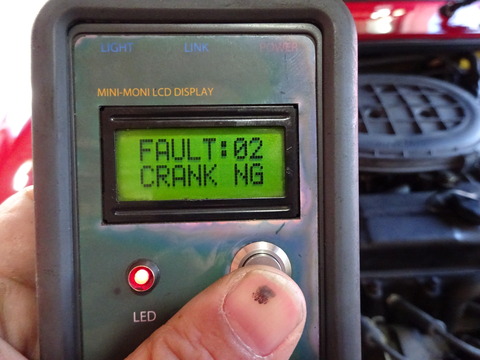 LIGHT LINK POWER
MINI-MONI LCD DISPLAY
FAULT:02
CRANK NG
LED